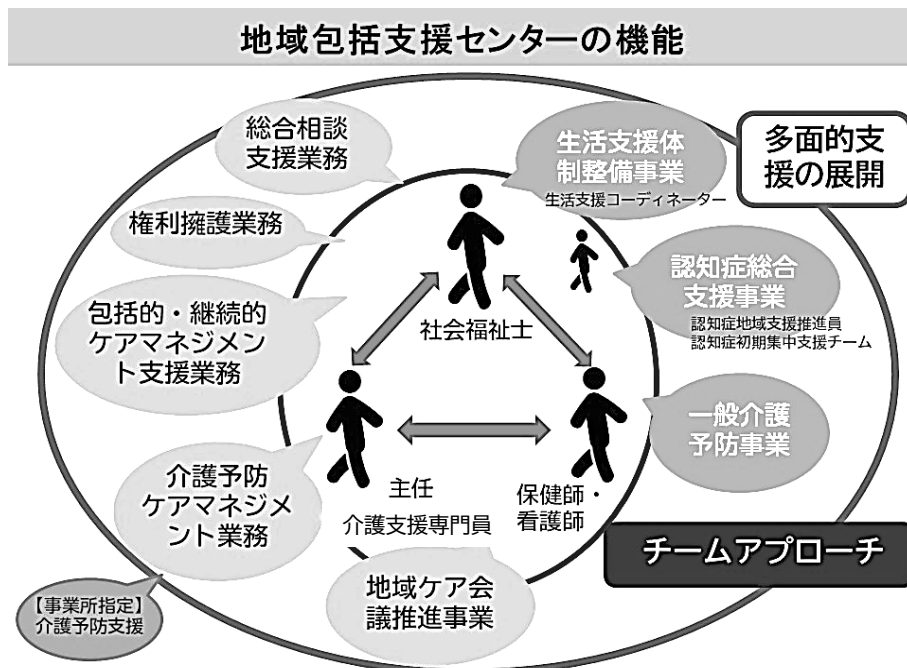 地域包括支援センターの機能
総合相談
支援業務
生活支援体
制整備事業
生活支援コーディネーター
多面的支
援の展開
権利擁護業務
認知症総合
支援事業
認知症地域支援推進員
認知症初期集中支援チーム
包括的・継続的
ケアマネジメン
ト支援業務
社会福祉士
一般介護
予防事業
介護予防
ケアマネジメ
ント業務
主任
介護支援専門員
保健師・
看護師
チームアプローチ
地域ケア会
議推進事業
【事業所指定】
介護予防支援